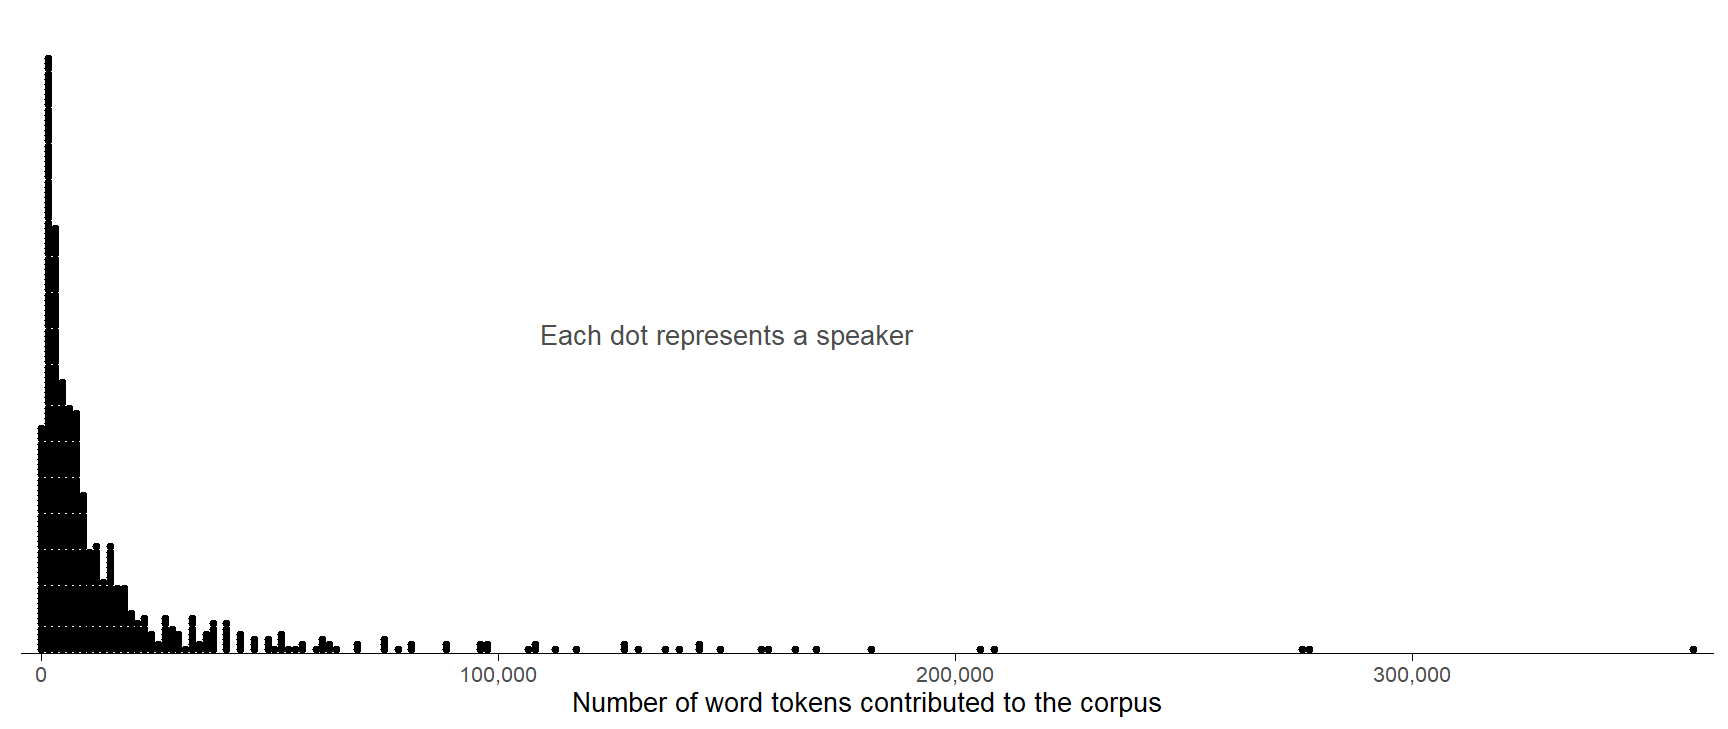 Each dot represents a speaker
0 100,000 200,000 300,000
Number of word tokens contributed to the corpus